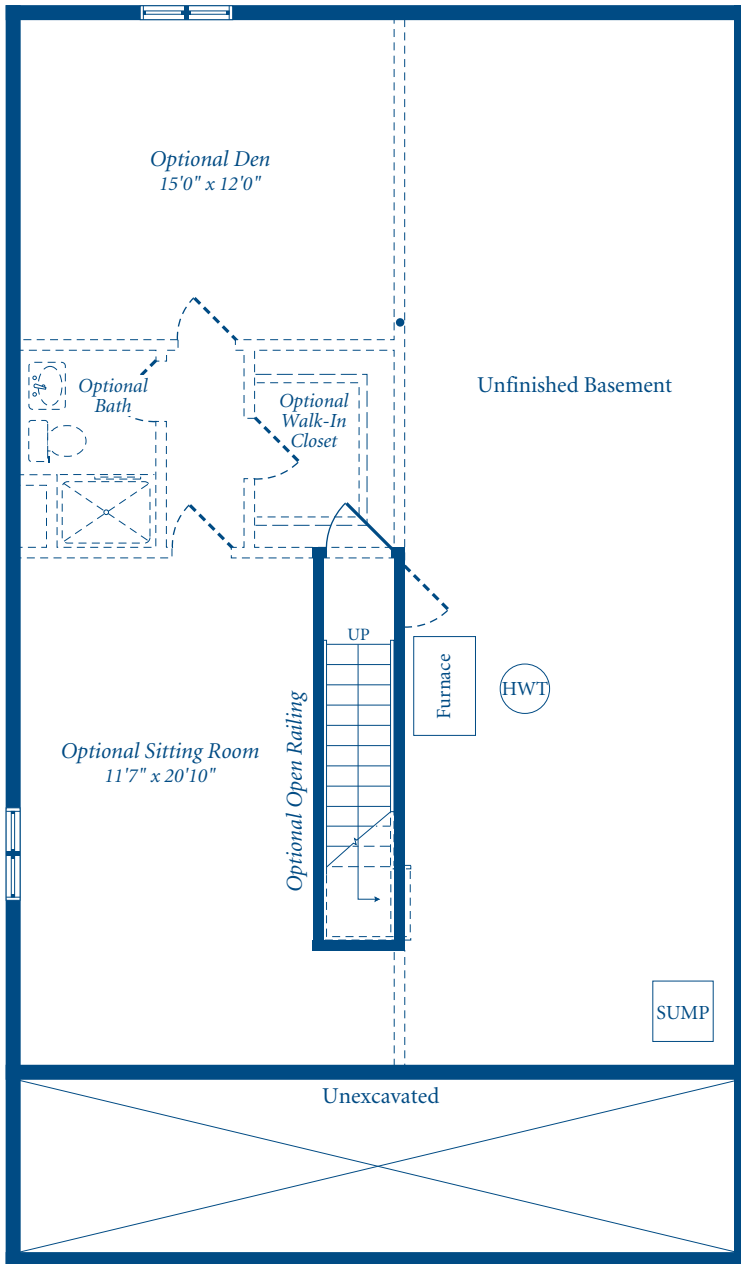 Optional Den
15'0" x 12'0"
Optional
Bath
Optional
Walk-In
Closet
Unfinished Basement
UP
Furnace
HWT
Optional Sitting Room
11'7" x 20'10"
Optional Open Railing
SUMP
Unexcavated